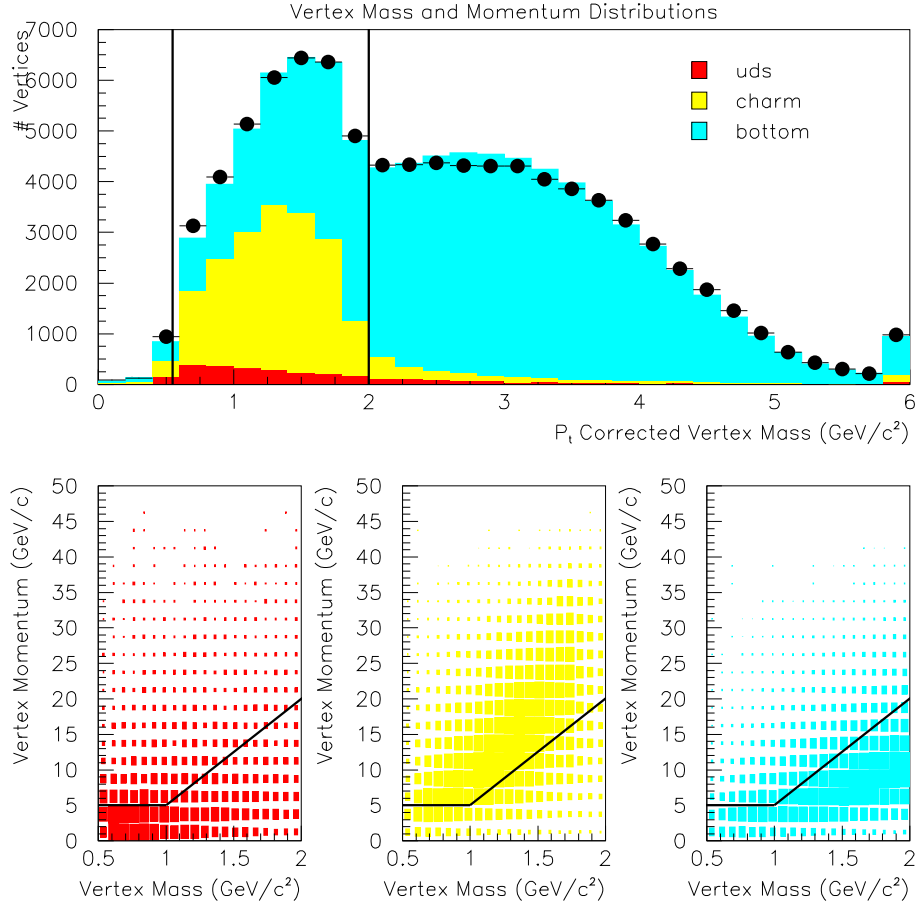 Vertex Mass and Momentum Distributions
# Vertices
7000
6000
5000
4000
3000
2000
1000
0
uds
charm
bottom
0 1 2 3 4 5 6
Pt Corrected Vertex Mass (GeV/c²)
Vertex Momentum (GeV/c)
50
45
40
35
30
25
20
15
10
5
0
0.5 1 1.5 2
Vertex Mass (GeV/c²)
Vertex Momentum (GeV/c)
50
45
40
35
30
25
20
15
10
5
0
0.5 1 1.5 2
Vertex Mass (GeV/c²)
Vertex Momentum (GeV/c)
50
45
40
35
30
25
20
15
10
5
0
0.5 1 1.5 2
Vertex Mass (GeV/c²)